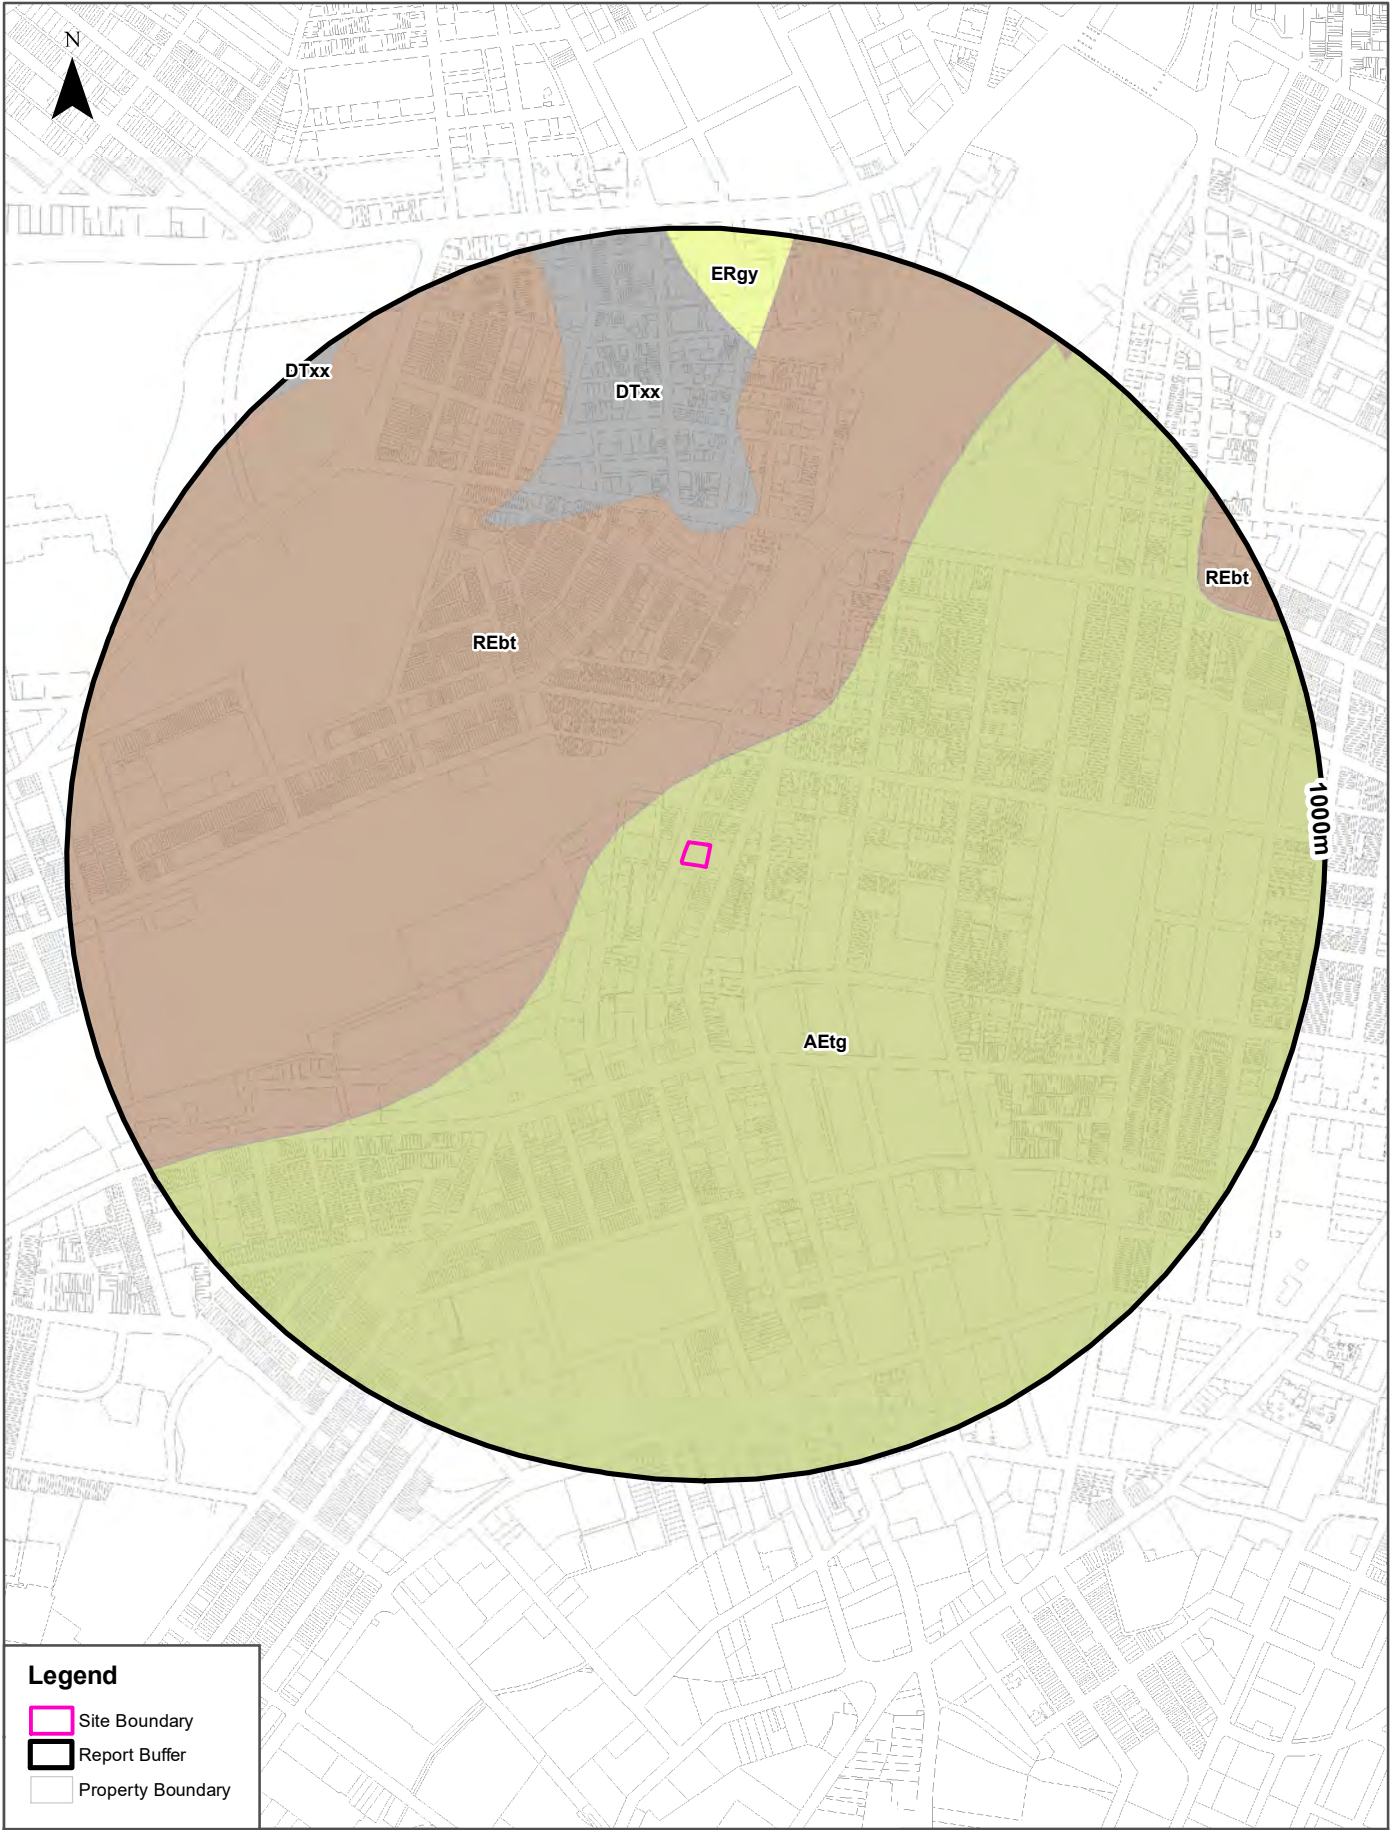 N
ERgy
DTxx
DTxx
REbt
REbt
1000m
AEtg
Legend
Site Boundary
Report Buffer
Property Boundary